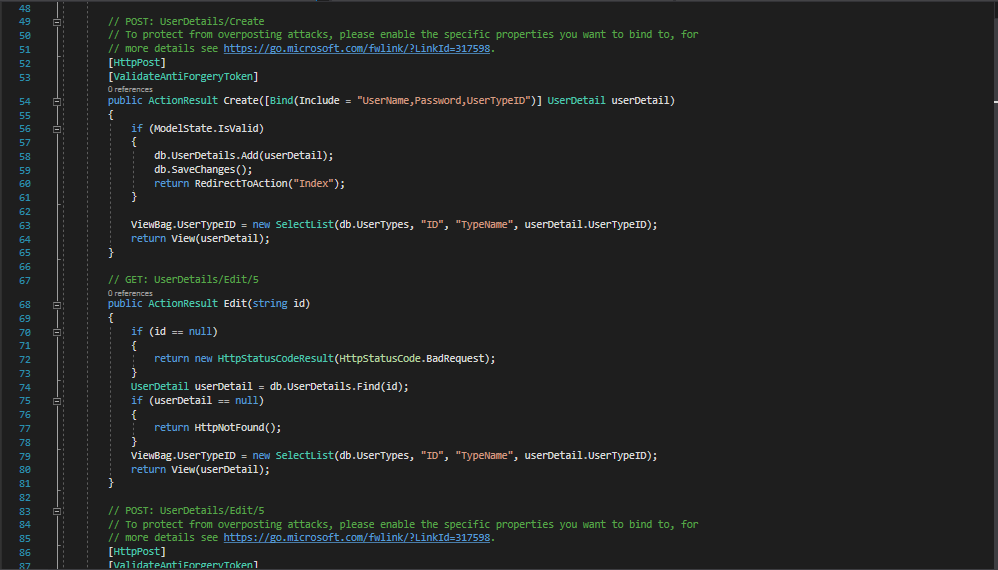 48
49 // POST: UserDetails/Create
50 // To protect from overposting attacks, please enable the specific properties you want to bind to, for
51 // more details see https://go.microsoft.com/fwlink/?LinkId=317598.
52 [HttpPost]
53 [ValidateAntiForgeryToken]
0 references
54 public ActionResult Create([Bind(Include = "UserName,Password,UserTypeID")] UserDetail userDetail)
55 {
56 if (ModelState.IsValid)
57 {
58 db.UserDetails.Add(userDetail);
59 db.SaveChanges();
60 return RedirectToAction("Index");
61 }
62
63 ViewBag.UserTypeID = new SelectList(db.UserTypes, "ID", "TypeName", userDetail.UserTypeID);
64 return View(userDetail);
65 }
66
67 // GET: UserDetails/Edit/5
0 references
68 public ActionResult Edit(string id)
69 {
70 if (id == null)
71 {
72 return new HttpStatusCodeResult(HttpStatusCode.BadRequest);
73 }
74 UserDetail userDetail = db.UserDetails.Find(id);
75 if (userDetail == null)
76 {
77 return HttpNotFound();
78 }
79 ViewBag.UserTypeID = new SelectList(db.UserTypes, "ID", "TypeName", userDetail.UserTypeID);
80 return View(userDetail);
81 }
82
83 // POST: UserDetails/Edit/5
84 // To protect from overposting attacks, please enable the specific properties you want to bind to, for
85 // more details see https://go.microsoft.com/fwlink/?LinkId=317598.
86 [HttpPost]
87 [ValidateAntiForgeryToken]